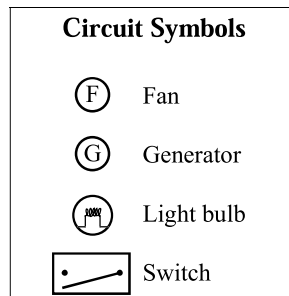 Circuit Symbols
F Fan
G Generator
Light bulb
Switch